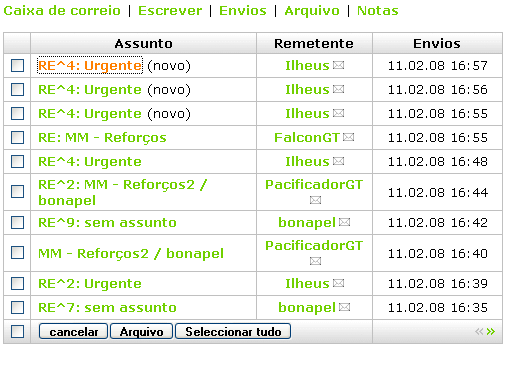 Caixa de correio | Escrever | Envios | Arquivo | Notas
Assunto Remetente Envios
RE^4: Urgente (novo) Ilheus 11.02.08 16:57
RE^4: Urgente (novo) Ilheus 11.02.08 16:56
RE^4: Urgente (novo) Ilheus 11.02.08 16:55
RE: MM - Reforços FalconGT 11.02.08 16:55
RE^4: Urgente Ilheus 11.02.08 16:48
RE^2: MM - Reforços2 / bonapel PacificadorGT 11.02.08 16:44
RE^9: sem assunto bonapel 11.02.08 16:42
MM - Reforços2 / bonapel PacificadorGT 11.02.08 16:40
RE^2: Urgente Ilheus 11.02.08 16:39
RE^7: sem assunto bonapel 11.02.08 16:35
cancelar Arquivo Seleccionar tudo « »